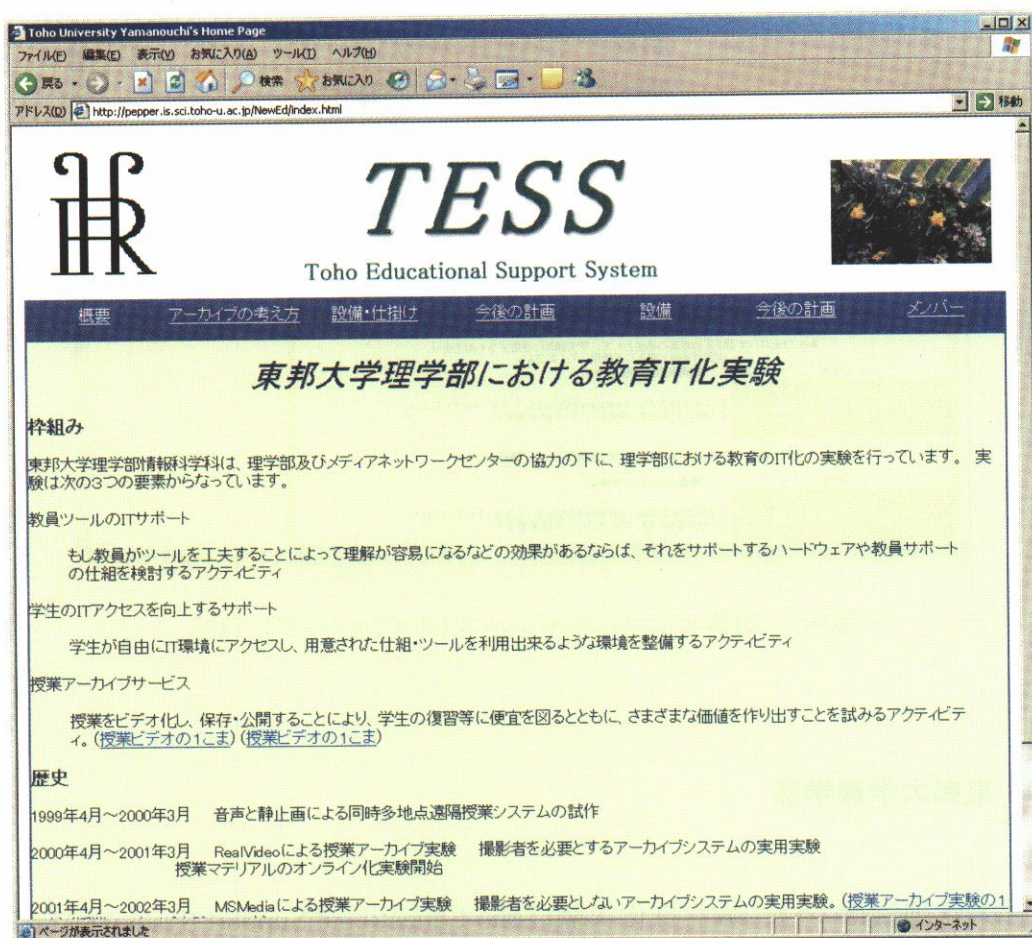 Toho University Yamanouchi's Home Page
ファイル(F) 編集(E) 表示(V) お気に入り(A) ツール(T) ヘルプ(H)
戻る 検索 お気に入り
アドレス(D) http://pepper.is.sci.toho-u.ac.jp/NewEd/index.html 移動
TESS
Toho Educational Support System
概要 アーカイブの考え方 設備・仕掛け 今後の計画 設備 今後の計画 メンバー
東邦大学理学部における教育IT化実験
枠組み
東邦大学理学部情報科学科は、理学部及びメディアネットワークセンターの協力の下に、理学部における教育のIT化の実験を行っています。 実
験は次の3つの要素からなっています。
教員ツールのITサポート
もし教員がツールを工夫することによって理解が容易になるなどの効果があるならば、それをサポートするハードウェアや教員サポート
の仕組を検討するアクティビティ
学生のITアクセスを向上するサポート
学生が自由にIT環境にアクセスし、用意された仕組・ツールを利用出来るような環境を整備するアクティビティ
授業アーカイブサービス
授業をビデオ化し、保存・公開することにより、学生の復習等に便宜を図るとともに、さまざまな価値を作り出すことを試みるアクティビテ
ィ。(授業ビデオの1こま) (授業ビデオの1こま)
歴史
1999年4月～2000年3月 音声と静止画による同時多地点遠隔授業システムの試作
2000年4月～2001年3月 RealVideoによる授業アーカイブ実験 撮影者を必要とするアーカイブシステムの実用実験
授業マテリアルのオンライン化実験開始
2001年4月～2002年3月 MSMediaによる授業アーカイブ実験 撮影者を必要としないアーカイブシステムの実用実験。(授業アーカイブ実験の1
ページが表示されました インターネット